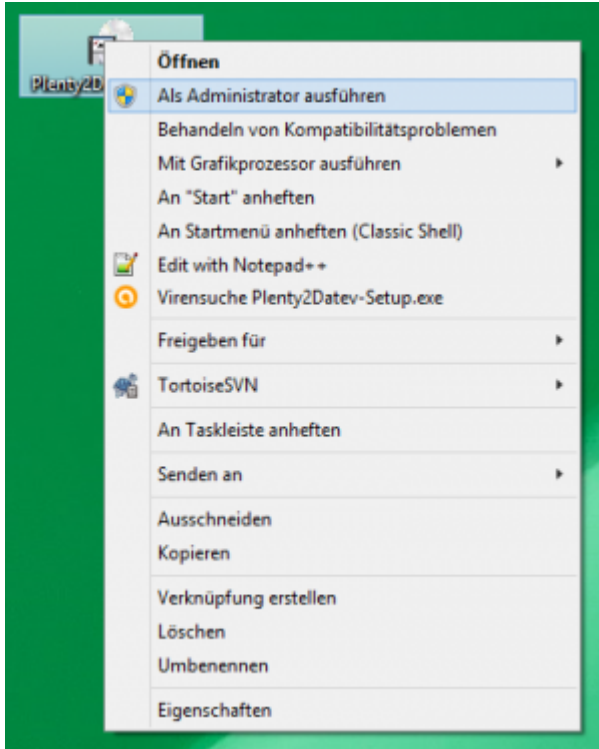 Plenty2D
Öffnen
Als Administrator ausführen
Behandeln von Kompatibilitätsproblemen
Mit Grafikprozessor ausführen
An "Start" anheften
An Startmenü anheften (Classic Shell)
Edit with Notepad++
Virensuche Plenty2Datev-Setup.exe
Freigeben für
TortoiseSVN
An Taskleiste anheften
Senden an
Ausschneiden
Kopieren
Verknüpfung erstellen
Löschen
Umbenennen
Eigenschaften